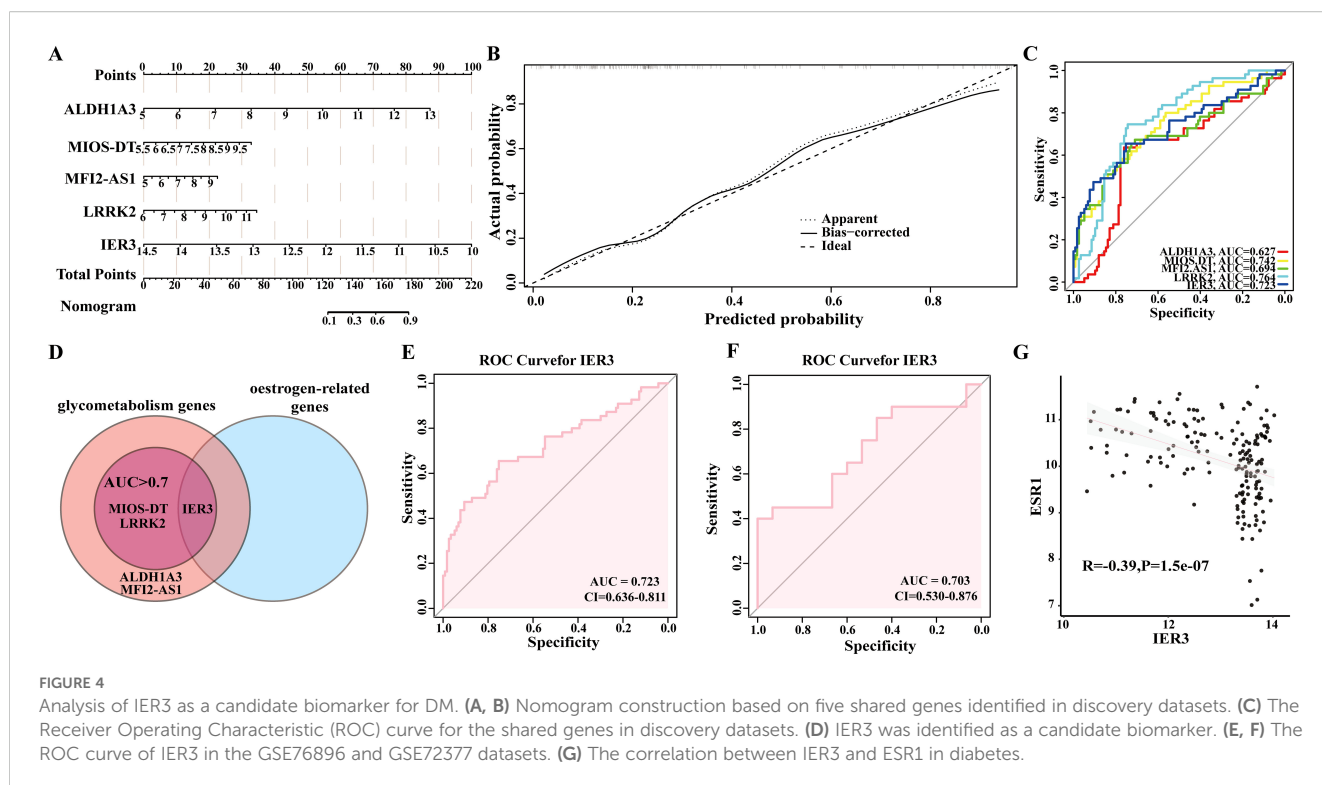 A
Points
0 10 20 30 40 50 60 70 80 90 100
ALDH1A3
5 6 7 8 9 10 11 12 13
MIOS-DT
5.5 6 6.5 7 7.5 8 8.5 9 9.5
MFI2-AS1
5 6 7 8 9
LRRK2
6 7 8 9 10 11
IER3
14.5 14 13.5 13 12.5 12 11.5 11 10.5 10
Total Points
0 20 40 60 80 100 120 140 160 180 200 220
Nomogram
0.1 0.3 0.6 0.9
B
Actual probability
0.0 0.2 0.4 0.6 0.8
Apparent
Bias-corrected
Ideal
0.0 0.2 0.4 0.6 0.8
Predicted probability
C
Sensitivity
0.0 0.2 0.4 0.6 0.8 1.0
ALDH1A3, AUC=0.627
MIOS.DT, AUC=0.742
MFI2.AS1, AUC=0.694
LRRK2, AUC=0.764
IER3, AUC=0.723
1.0 0.8 0.6 0.4 0.2 0.0
Specificity
D
glycometabolism genes
oestrogen-related
genes
AUC>0.7
MIOS-DT
LRRK2
IER3
ALDH1A3
MFI2-AS1
E
ROC Curvefor IER3
Sensitivity
0.0 0.2 0.4 0.6 0.8 1.0
AUC = 0.723
CI=0.636-0.811
1.0 0.8 0.6 0.4 0.2 0.0
Specificity
F
ROC Curvefor IER3
Sensitivity
0.0 0.2 0.4 0.6 0.8 1.0
AUC = 0.703
CI=0.530-0.876
1.0 0.8 0.6 0.4 0.2 0.0
Specificity
G
ESR1
7 8 9 10 11
R=-0.39,P=1.5e-07
10 12 14
IER3
FIGURE 4
Analysis of IER3 as a candidate biomarker for DM. (A, B) Nomogram construction based on five shared genes identified in discovery datasets. (C) The
Receiver Operating Characteristic (ROC) curve for the shared genes in discovery datasets. (D) IER3 was identified as a candidate biomarker. (E, F) The
ROC curve of IER3 in the GSE76896 and GSE72377 datasets. (G) The correlation between IER3 and ESR1 in diabetes.